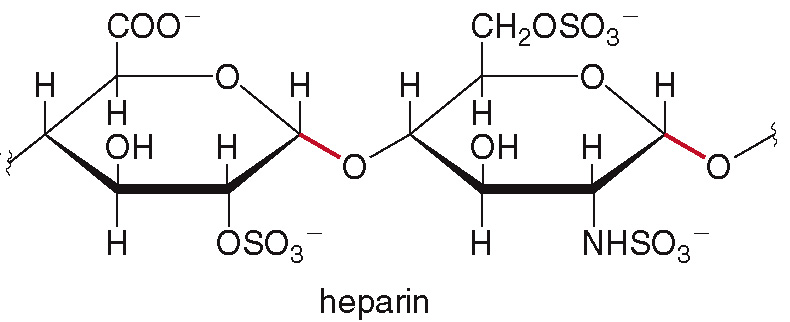 COO⁻ CH₂OSO₃⁻
H O H H O H
H H
OH H OH H
O O
H OSO₃⁻ H NHSO₃⁻
heparin